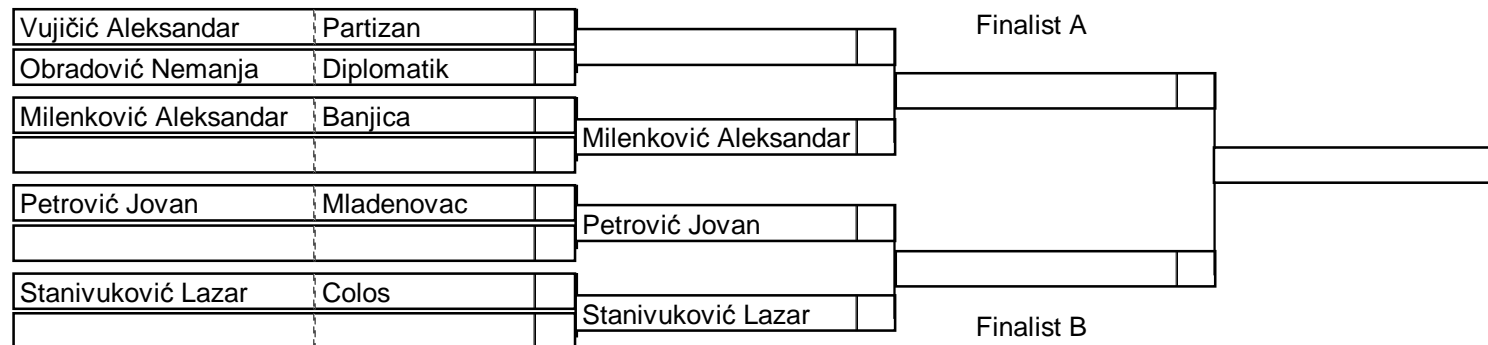 Vujičić Aleksandar Partizan
Finalist A
Obradović Nemanja Diplomatik
Milenković Aleksandar Banjica
Milenković Aleksandar
Petrović Jovan Mladenovac
Petrović Jovan
Stanivuković Lazar Colos
Stanivuković Lazar
Finalist B